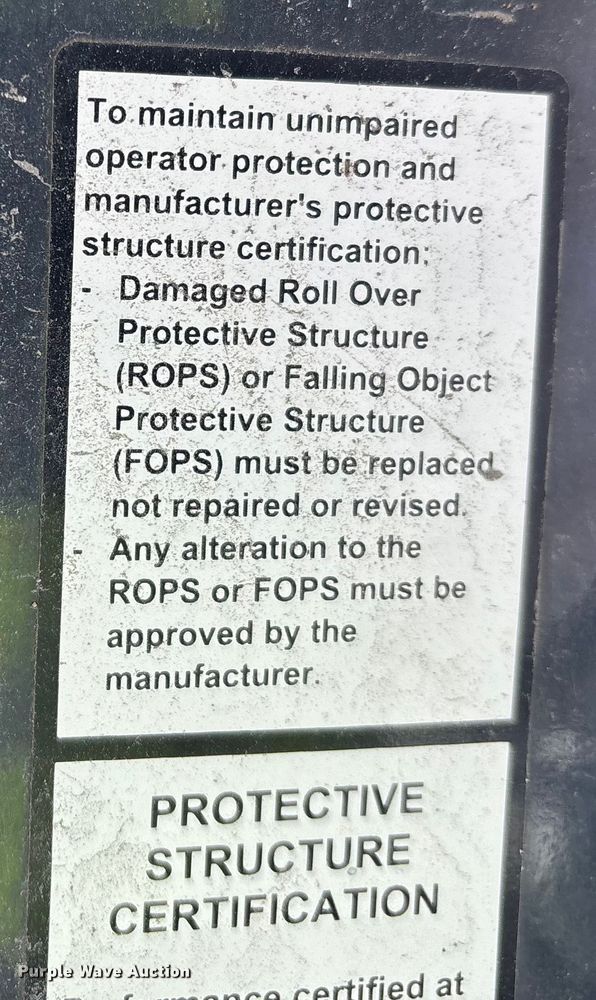 To maintain unimpaired
operator protection and
manufacturer's protective
structure certification:
- Damaged Roll Over
Protective Structure
(ROPS) or Falling Object
Protective Structure
(FOPS) must be replaced
not repaired or revised.
- Any alteration to the
ROPS or FOPS must be
approved by the
manufacturer.
PROTECTIVE
STRUCTURE
CERTIFICATION
certified at
Purple Wave Auction